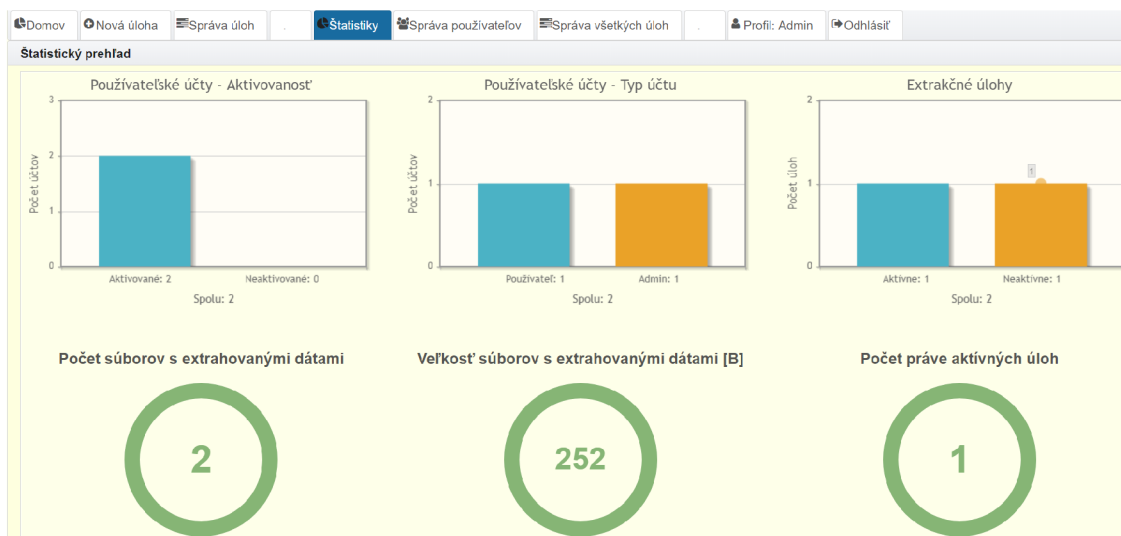 Domov Nová úloha Správa úloh . Štatistiky Správa používateľov Správa všetkých úloh . Profil: Admin Odhlásiť
Štatistický prehľad
Používateľské účty - Aktivovanosť
3
2
1
0
Počet účtov
Aktivované: 2 Neaktivované: 0
Spolu: 2
Používateľské účty - Typ účtu
2
1
0
Počet účtov
Používateľ: 1 Admin: 1
Spolu: 2
Extrakčné úlohy
2
1
0
Počet úloh
1
Aktívne: 1 Neaktívne: 1
Spolu: 2
Počet súborov s extrahovanými dátami
2
Veľkosť súborov s extrahovanými dátami [B]
252
Počet práve aktívných úloh
1